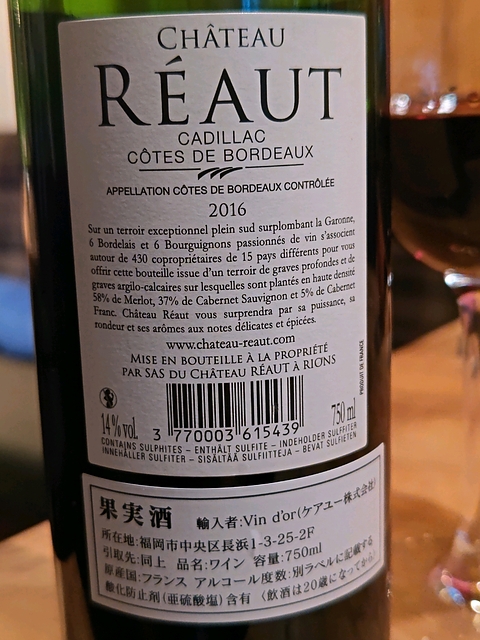 CHÂTEAU
RÉAUT
CADILLAC
CÔTES DE BORDEAUX
APPELLATION CÔTES DE BORDEAUX CONTRÔLÉE
2016
Sur un terroir exceptionnel plein sud surplombant la Garonne,
6 Bordelais et 6 Bourguignons passionnés de vin s'associent
autour de 430 copropriétaires de 15 pays différents pour vous
offrir cette bouteille issue d'un terroir de graves profondes et de
graves argilo-calcaires sur lesquelles sont plantés en haute densité
58% de Merlot, 37% de Cabernet Sauvignon et 5% de Cabernet
Franc. Château Réaut vous surprendra par sa puissance, sa
rondeur et ses arômes aux notes délicates et épicées.
www.chateau-reaut.com
MISE EN BOUTEILLE À LA PROPRIÉTÉ
PAR SAS DU CHÂTEAU RÉAUT À RIONS
PRODUIT DE FRANCE
14% vol.
3 770003 615439
750 ml
CONTAINS SULPHITES – ENTHÄLT SULFITE – INDEHOLDER SULFITTER
INNEHÅLLER SULFITER – SISÄLTÄÄ SULFIITTEJA – BEVAT SULFIETEN
果実酒 輸入者:Vin d'or(ケアユー株式会社)
所在地:福岡市中央区長浜1-3-25-2F
引取先:同上 品名:ワイン 容量:750ml
原産国:フランス アルコール度数:別ラベルに記載する
酸化防止剤(亜硫酸塩)含有 〈飲酒は20歳になってから〉